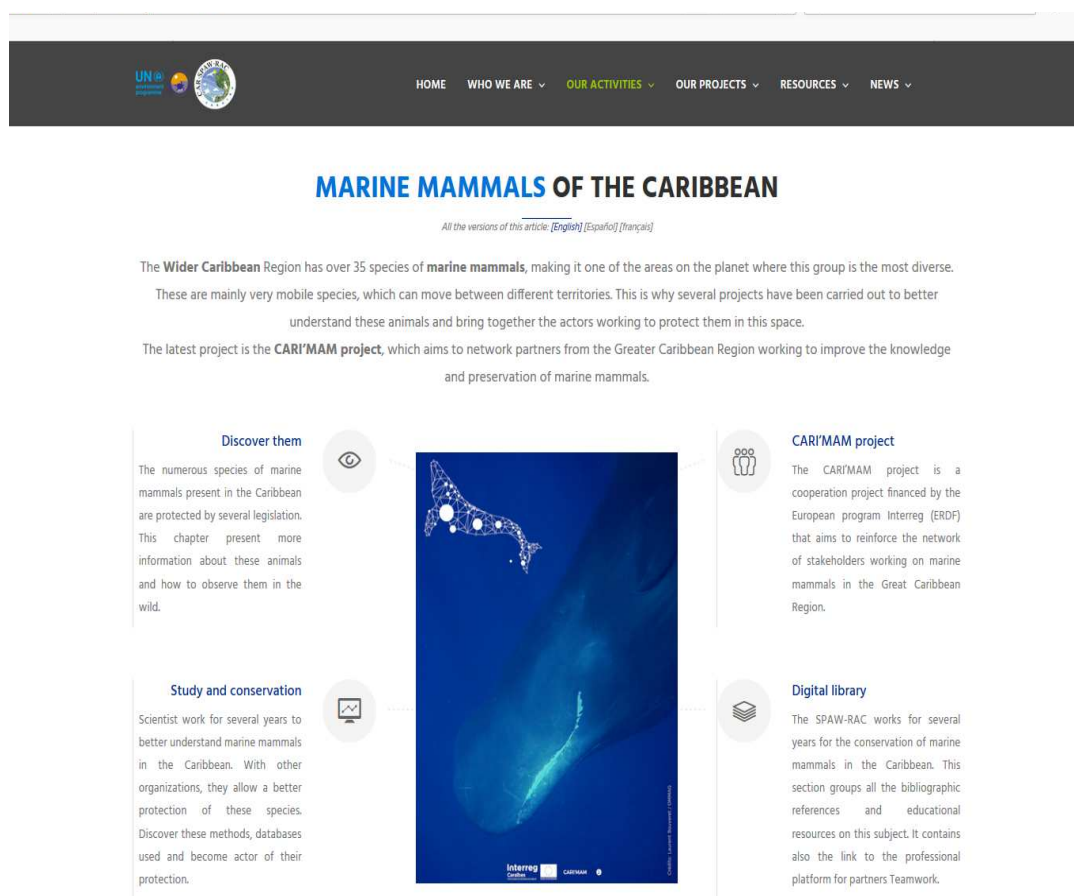 UN
environment
programme
CAR-SPAW-RAC
HOME WHO WE ARE OUR ACTIVITIES OUR PROJECTS RESOURCES NEWS
MARINE MAMMALS OF THE CARIBBEAN
All the versions of this article: [English] [Español] [français]
The Wider Caribbean Region has over 35 species of marine mammals, making it one of the areas on the planet where this group is the most diverse.
These are mainly very mobile species, which can move between different territories. This is why several projects have been carried out to better
understand these animals and bring together the actors working to protect them in this space.
The latest project is the CARI'MAM project, which aims to network partners from the Greater Caribbean Region working to improve the knowledge
and preservation of marine mammals.
Discover them
The numerous species of marine
mammals present in the Caribbean
are protected by several legislation.
This chapter present more
information about these animals
and how to observe them in the
wild.
CARI'MAM project
The CARI'MAM project is a
cooperation project financed by the
European program Interreg (ERDF)
that aims to reinforce the network
of stakeholders working on marine
mammals in the Great Caribbean
Region.
Study and conservation
Scientist work for several years to
better understand marine mammals
in the Caribbean. With other
organizations, they allow a better
protection of these species.
Discover these methods, databases
used and become actor of their
protection.
Digital library
The SPAW-RAC works for several
years for the conservation of marine
mammals in the Caribbean. This
section groups all the bibliographic
references and educational
resources on this subject. It contains
also the link to the professional
platform for partners Teamwork.
Interreg
Caraïbes
CARI'MAM